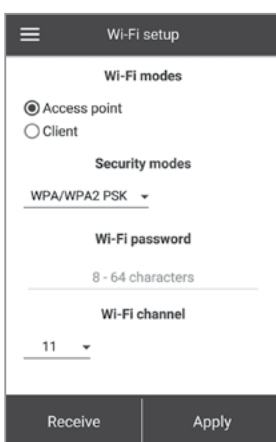 Wi-Fi setup
Wi-Fi modes
Access point
Client
Security modes
WPA/WPA2 PSK
Wi-Fi password
8 - 64 characters
Wi-Fi channel
11
Receive Apply